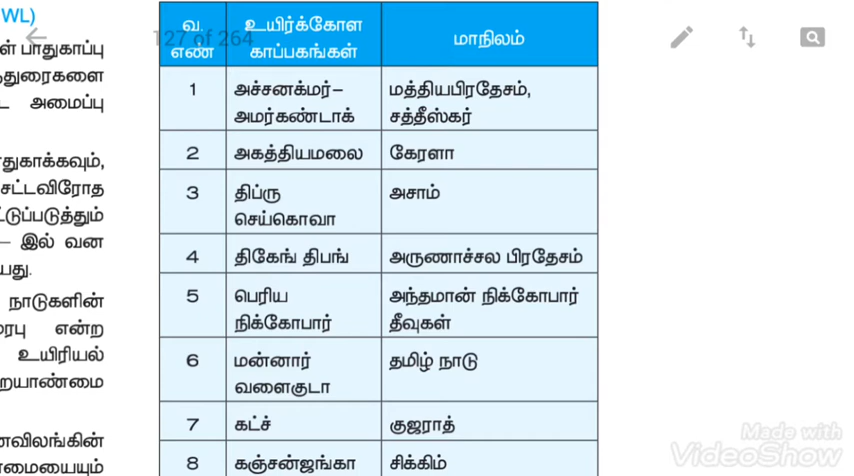 WL)
ள் பாதுகாப்பு
த்துரைகளை
அமைப்பு
ாதுகாக்கவும்,
சட்டவிரோத
ட்டுப்படுத்தும்
– இல் வன
யது.
நாடுகளின்
ரபு என்ற
உயிரியல்
றையாண்மை
னவிலங்கின்
மையையும்
127 of 264
வ. எண் உயிர்க்கோள காப்பகங்கள் மாநிலம்
1 அச்சனக்மர்– மத்தியபிரதேசம்,
அமர்கண்டாக் சத்தீஸ்கர்
2 அகத்தியமலை கேரளா
3 திப்ரு அசாம்
செய்கொவா
4 திகேங் திபங் அருணாச்சல பிரதேசம்
5 பெரிய அந்தமான் நிக்கோபார்
நிக்கோபார் தீவுகள்
6 மன்னார் தமிழ் நாடு
வளைகுடா
7 கட்ச் குஜராத்
8 கஞ்சன்ஜங்கா சிக்கிம்
Made with
VideoShow